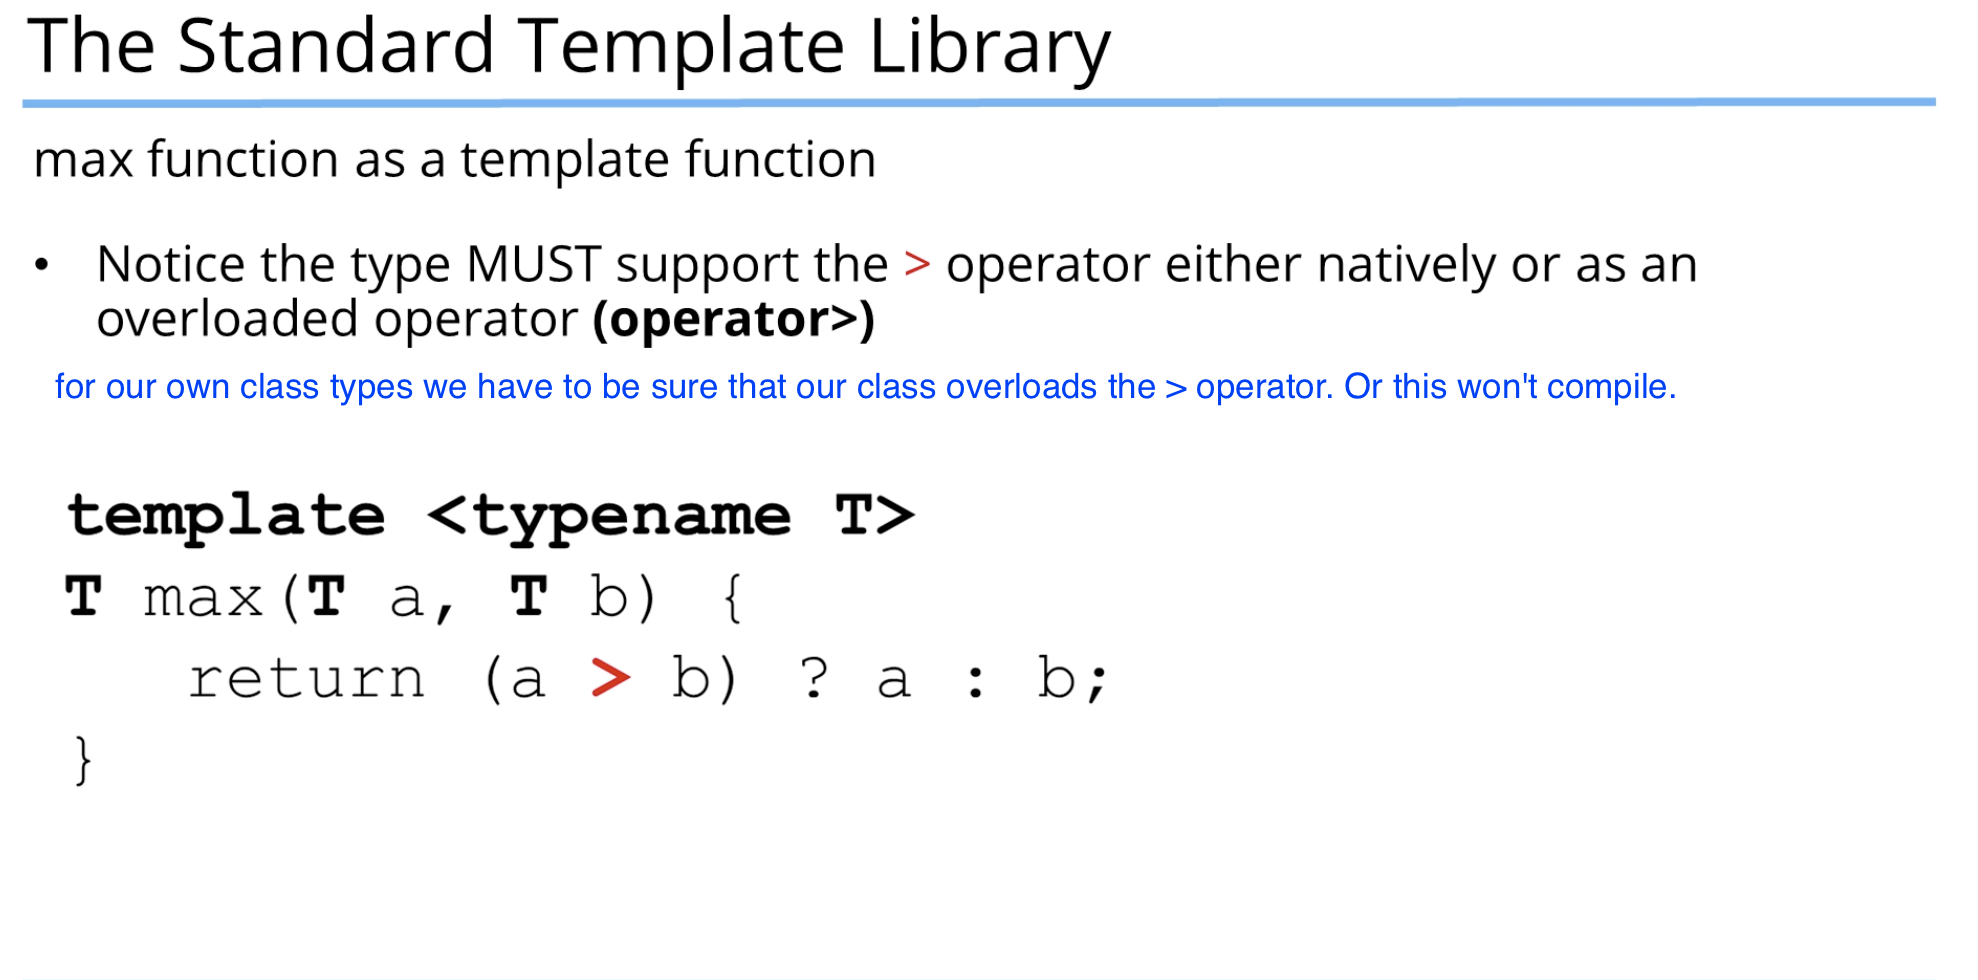 The Standard Template Library
max function as a template function
• Notice the type MUST support the > operator either natively or as an
overloaded operator (operator>)
for our own class types we have to be sure that our class overloads the > operator. Or this won't compile.
template <typename T>
T max(T a, T b) {
   return (a > b) ? a : b;
}